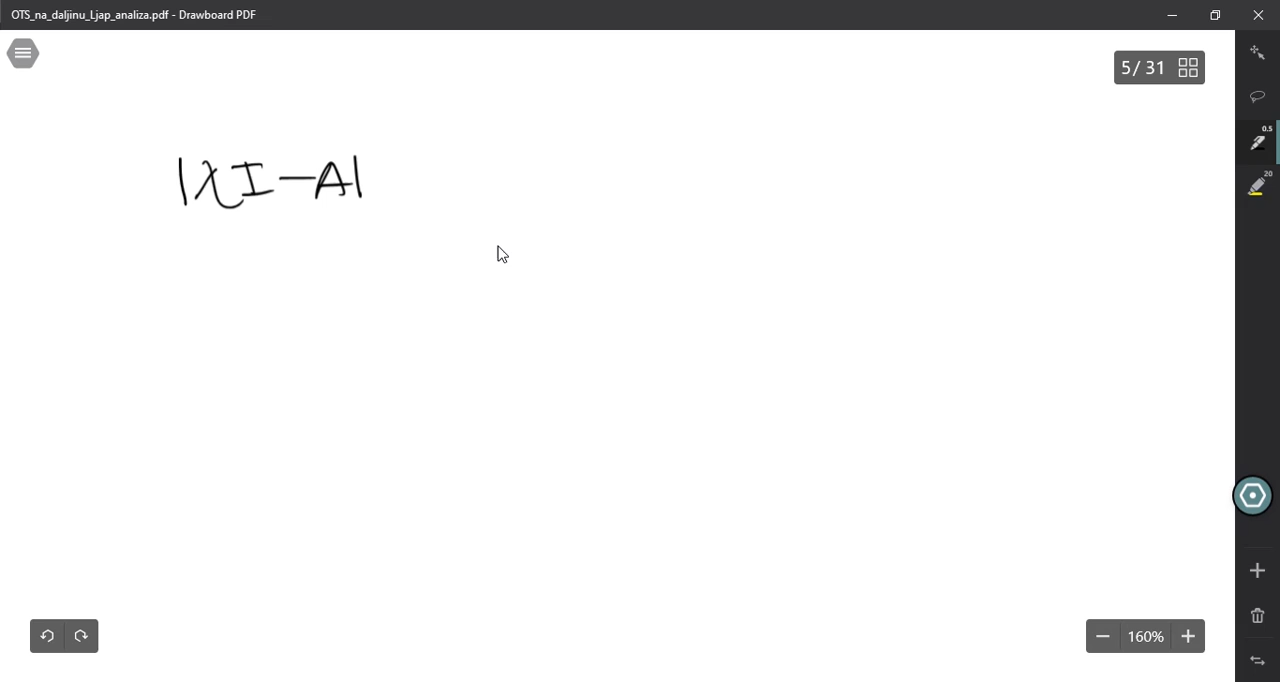 OTS_na_daljinu_Ljap_analiza.pdf - Drawboard PDF
5 / 31
|λI-A|
0.5
20
160%